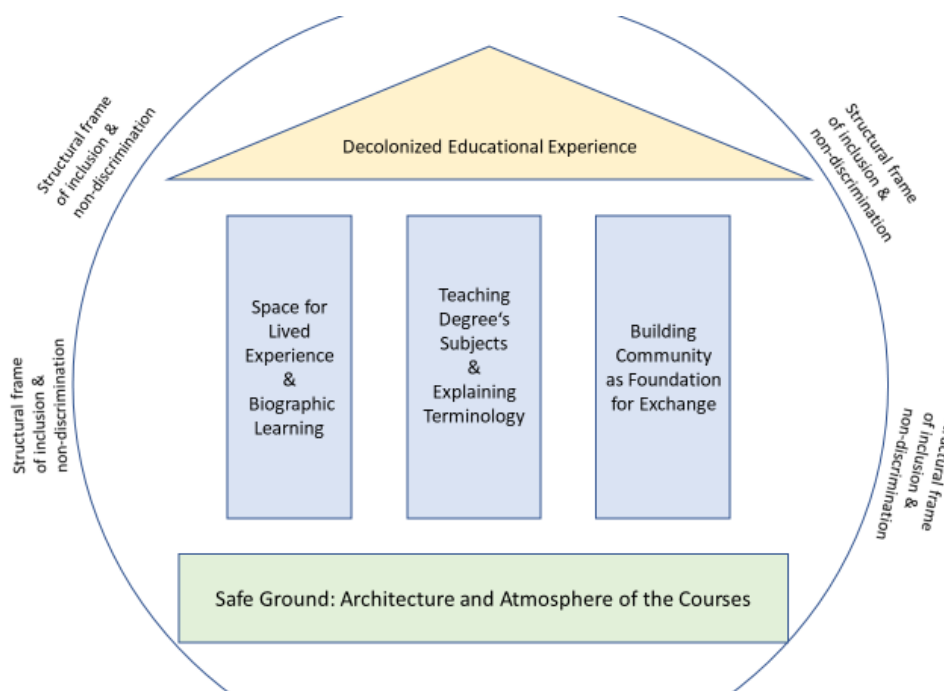 Structural frame
of inclusion &
non-discrimination
Structural frame
of inclusion &
non-discrimination
Decolonized Educational Experience
Space for
Lived
Experience
&
Biographic
Learning
Teaching
Degree‘s
Subjects
&
Explaining
Terminology
Building
Community
as Foundation
for Exchange
Structural frame
of inclusion &
non-discrimination
frame
of inclusion &
non-discrimination
Safe Ground: Architecture and Atmosphere of the Courses